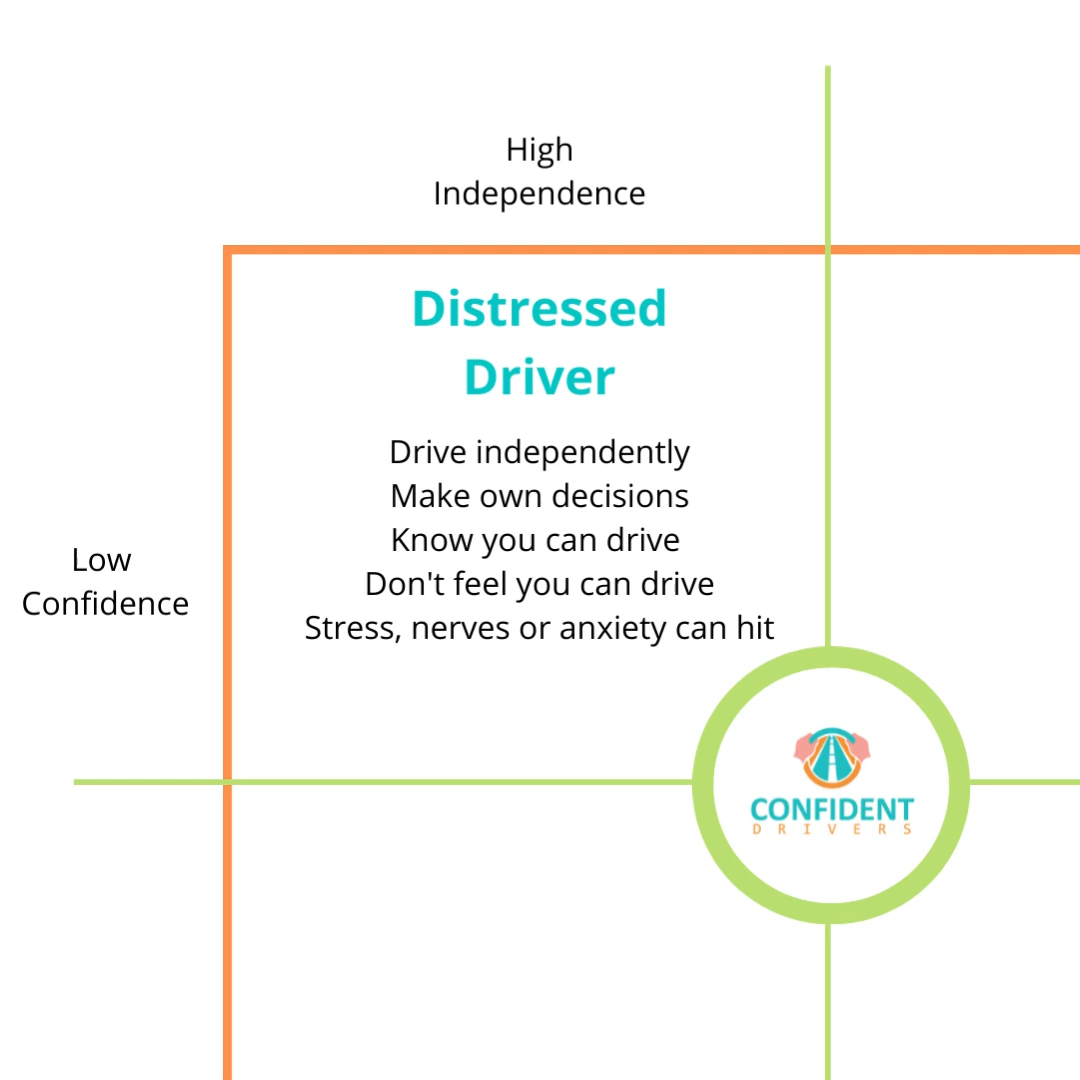 High
Independence
Distressed
Driver
Drive independently
Make own decisions
Know you can drive
Don't feel you can drive
Stress, nerves or anxiety can hit
Low
Confidence
CONFIDENT
DRIVERS